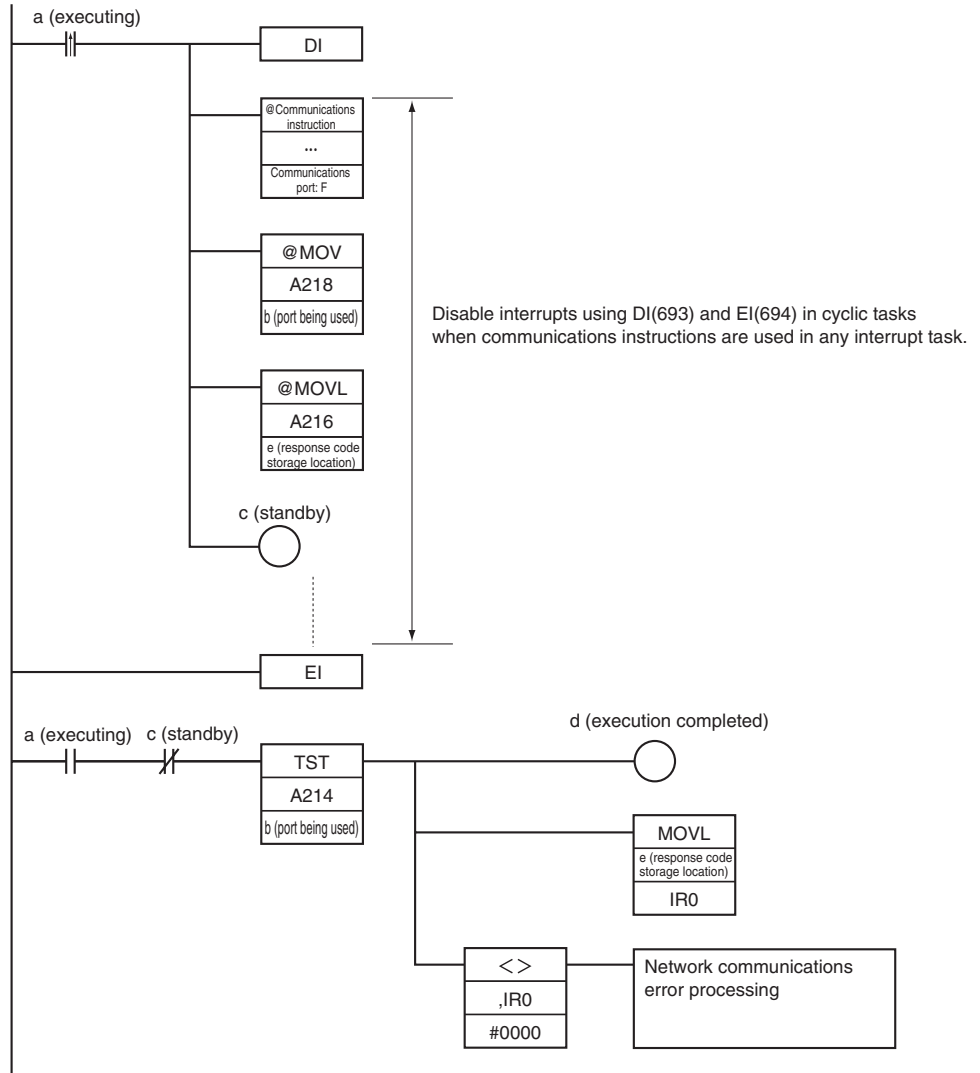 a (executing)
DI
@Communications
instruction
...
Communications
port: F
@MOV
A218
b (port being used)
Disable interrupts using DI(693) and EI(694) in cyclic tasks
when communications instructions are used in any interrupt task.
@MOVL
A216
e (response code
storage location)
c (standby)
EI
a (executing)
c (standby)
TST
A214
b (port being used)
d (execution completed)
MOVL
e (response code
storage location)
IR0
<>
,IR0
#0000
Network communications
error processing